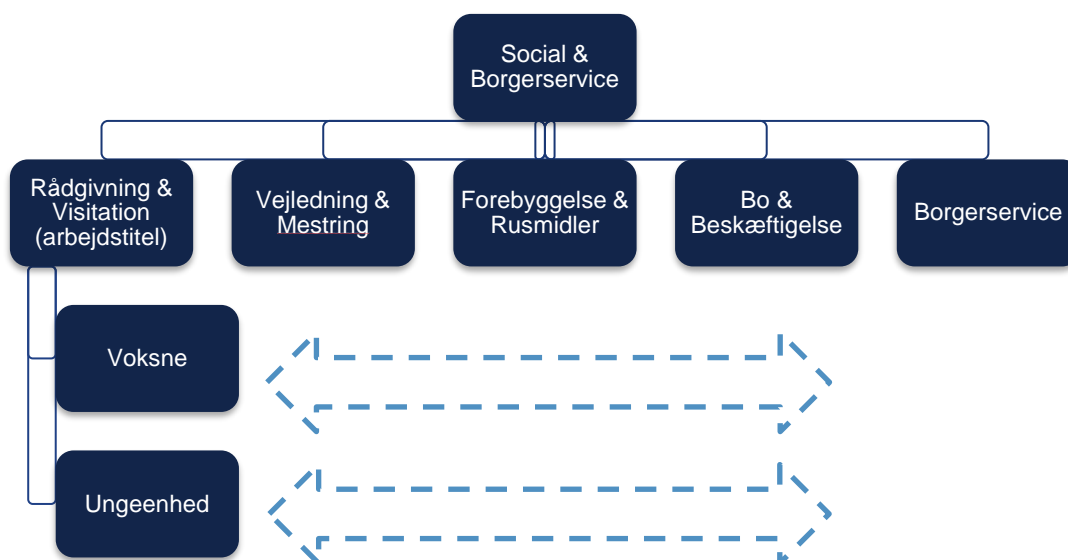 Social &
Borgerservice
Rådgivning &
Visitation
(arbejdstitel)
Vejledning &
Mestring
Forebyggelse &
Rusmidler
Bo &
Beskæftigelse
Borgerservice
Voksne
Ungeenhed